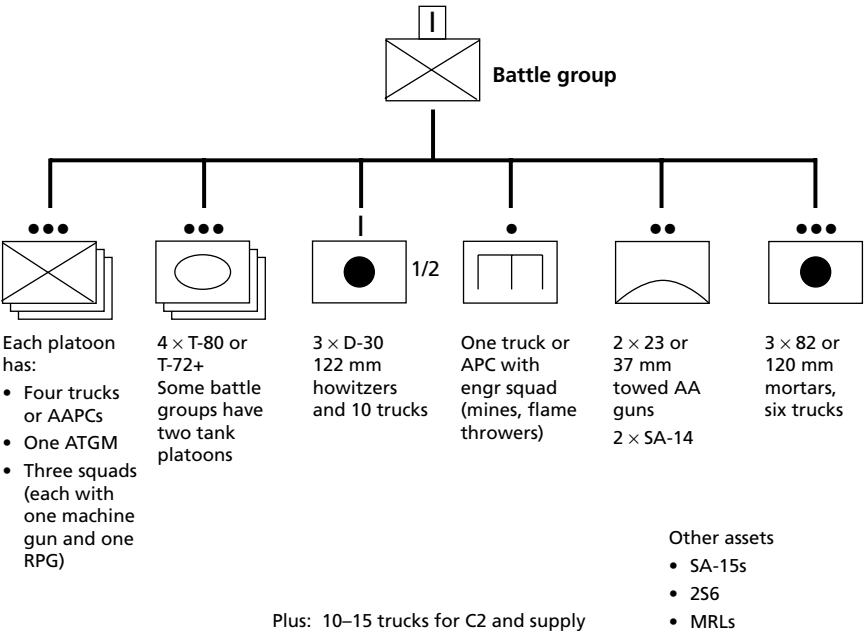 Battle group
1/2
Each platoon
has:
• Four trucks
or AAPCs
• One ATGM
• Three squads
(each with
one machine
gun and one
RPG)
4 × T-80 or
T-72+
Some battle
groups have
two tank
platoons
3 × D-30
122 mm
howitzers
and 10 trucks
One truck or
APC with
engr squad
(mines, flame
throwers)
2 × 23 or
37 mm
towed AA
guns
2 × SA-14
3 × 82 or
120 mm
mortars,
six trucks
Other assets
• SA-15s
• 2S6
• MRLs
Plus: 10–15 trucks for C2 and supply